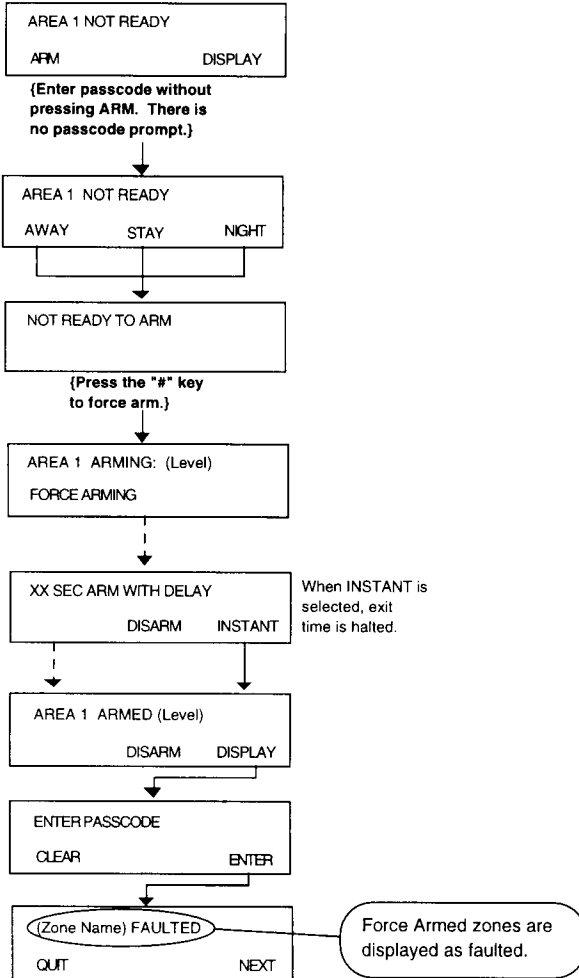 AREA 1 NOT READY
ARM DISPLAY
{Enter passcode without
pressing ARM. There is
no passcode prompt.}
AREA 1 NOT READY
AWAY STAY NIGHT
NOT READY TO ARM
{Press the "#" key
to force arm.}
AREA 1 ARMING: (Level)
FORCE ARMING
XX SEC ARM WITH DELAY
DISARM INSTANT
When INSTANT is
selected, exit
time is halted.
AREA 1 ARMED (Level)
DISARM DISPLAY
ENTER PASSCODE
CLEAR ENTER
(Zone Name) FAULTED
QUIT NEXT
Force Armed zones are
displayed as faulted.